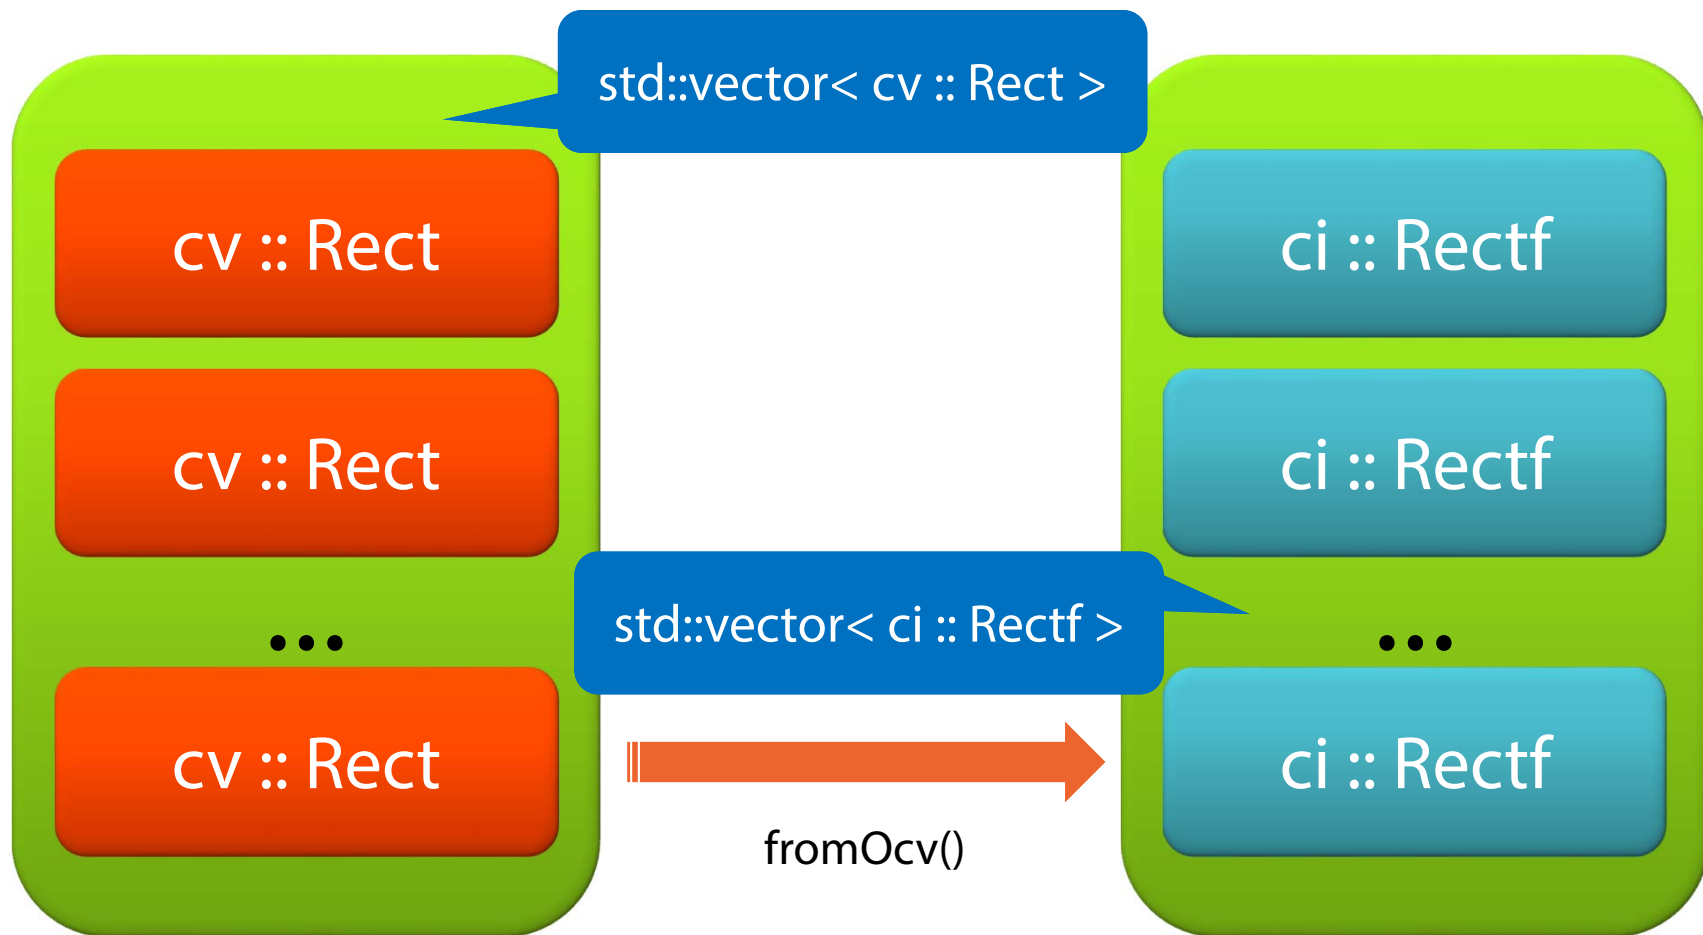 std::vector< cv :: Rect >
cv :: Rect
cv :: Rect
...
cv :: Rect
std::vector< ci :: Rectf >
fromOcv()
ci :: Rectf
ci :: Rectf
...
ci :: Rectf